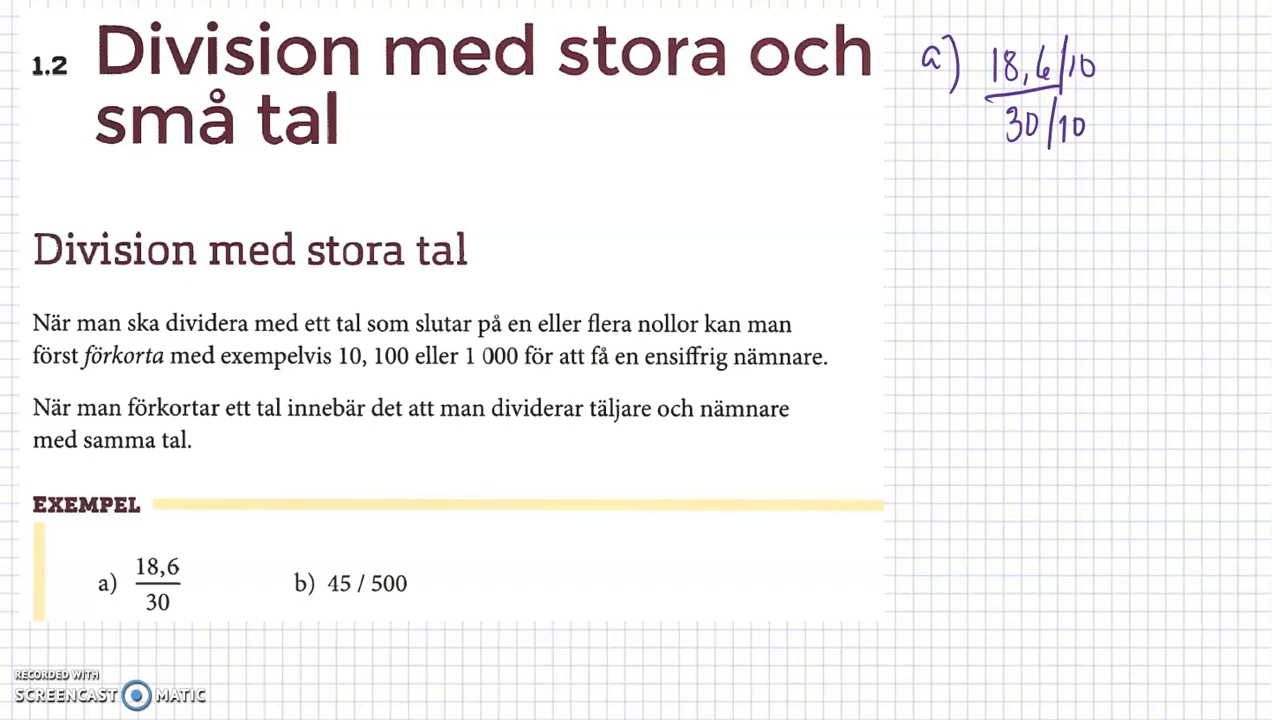 1.2 Division med stora och
små tal
Division med stora tal
När man ska dividera med ett tal som slutar på en eller flera nollor kan man
först förkorta med exempelvis 10, 100 eller 1 000 för att få en ensiffrig nämnare.
När man förkortar ett tal innebär det att man dividerar täljare och nämnare
med samma tal.
EXEMPEL
a) 18,6
30
b) 45 / 500
a) 18,6/10
30/10
RECORDED WITH
SCREENCAST MATIC